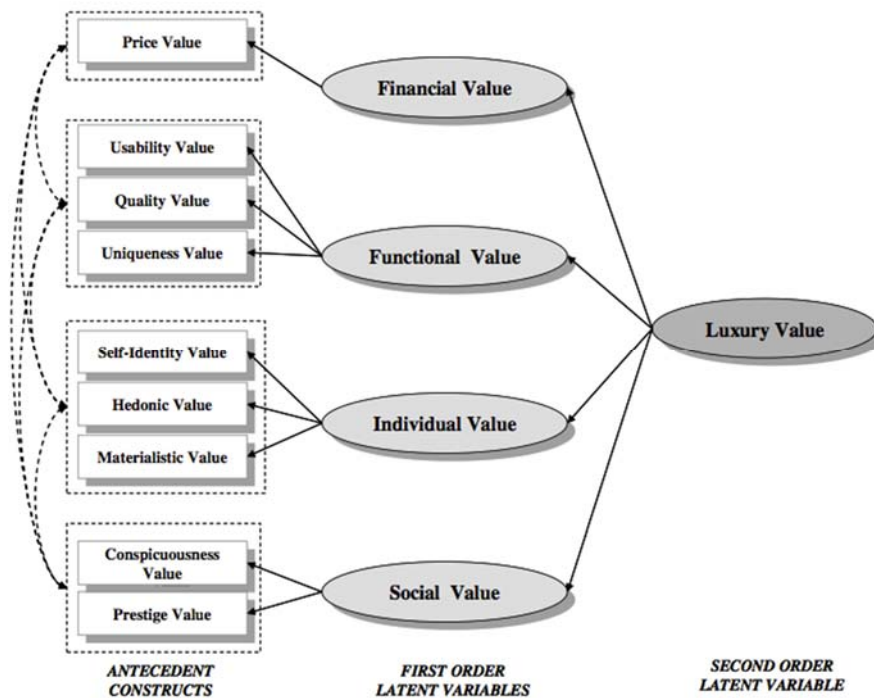 Price Value
Financial Value
Usability Value
Quality Value
Uniqueness Value
Functional Value
Luxury Value
Self-Identity Value
Hedonic Value
Materialistic Value
Individual Value
Conspicuousness
Value
Prestige Value
Social Value
ANTECEDENT
CONSTRUCTS
FIRST ORDER
LATENT VARIABLES
SECOND ORDER
LATENT VARIABLE